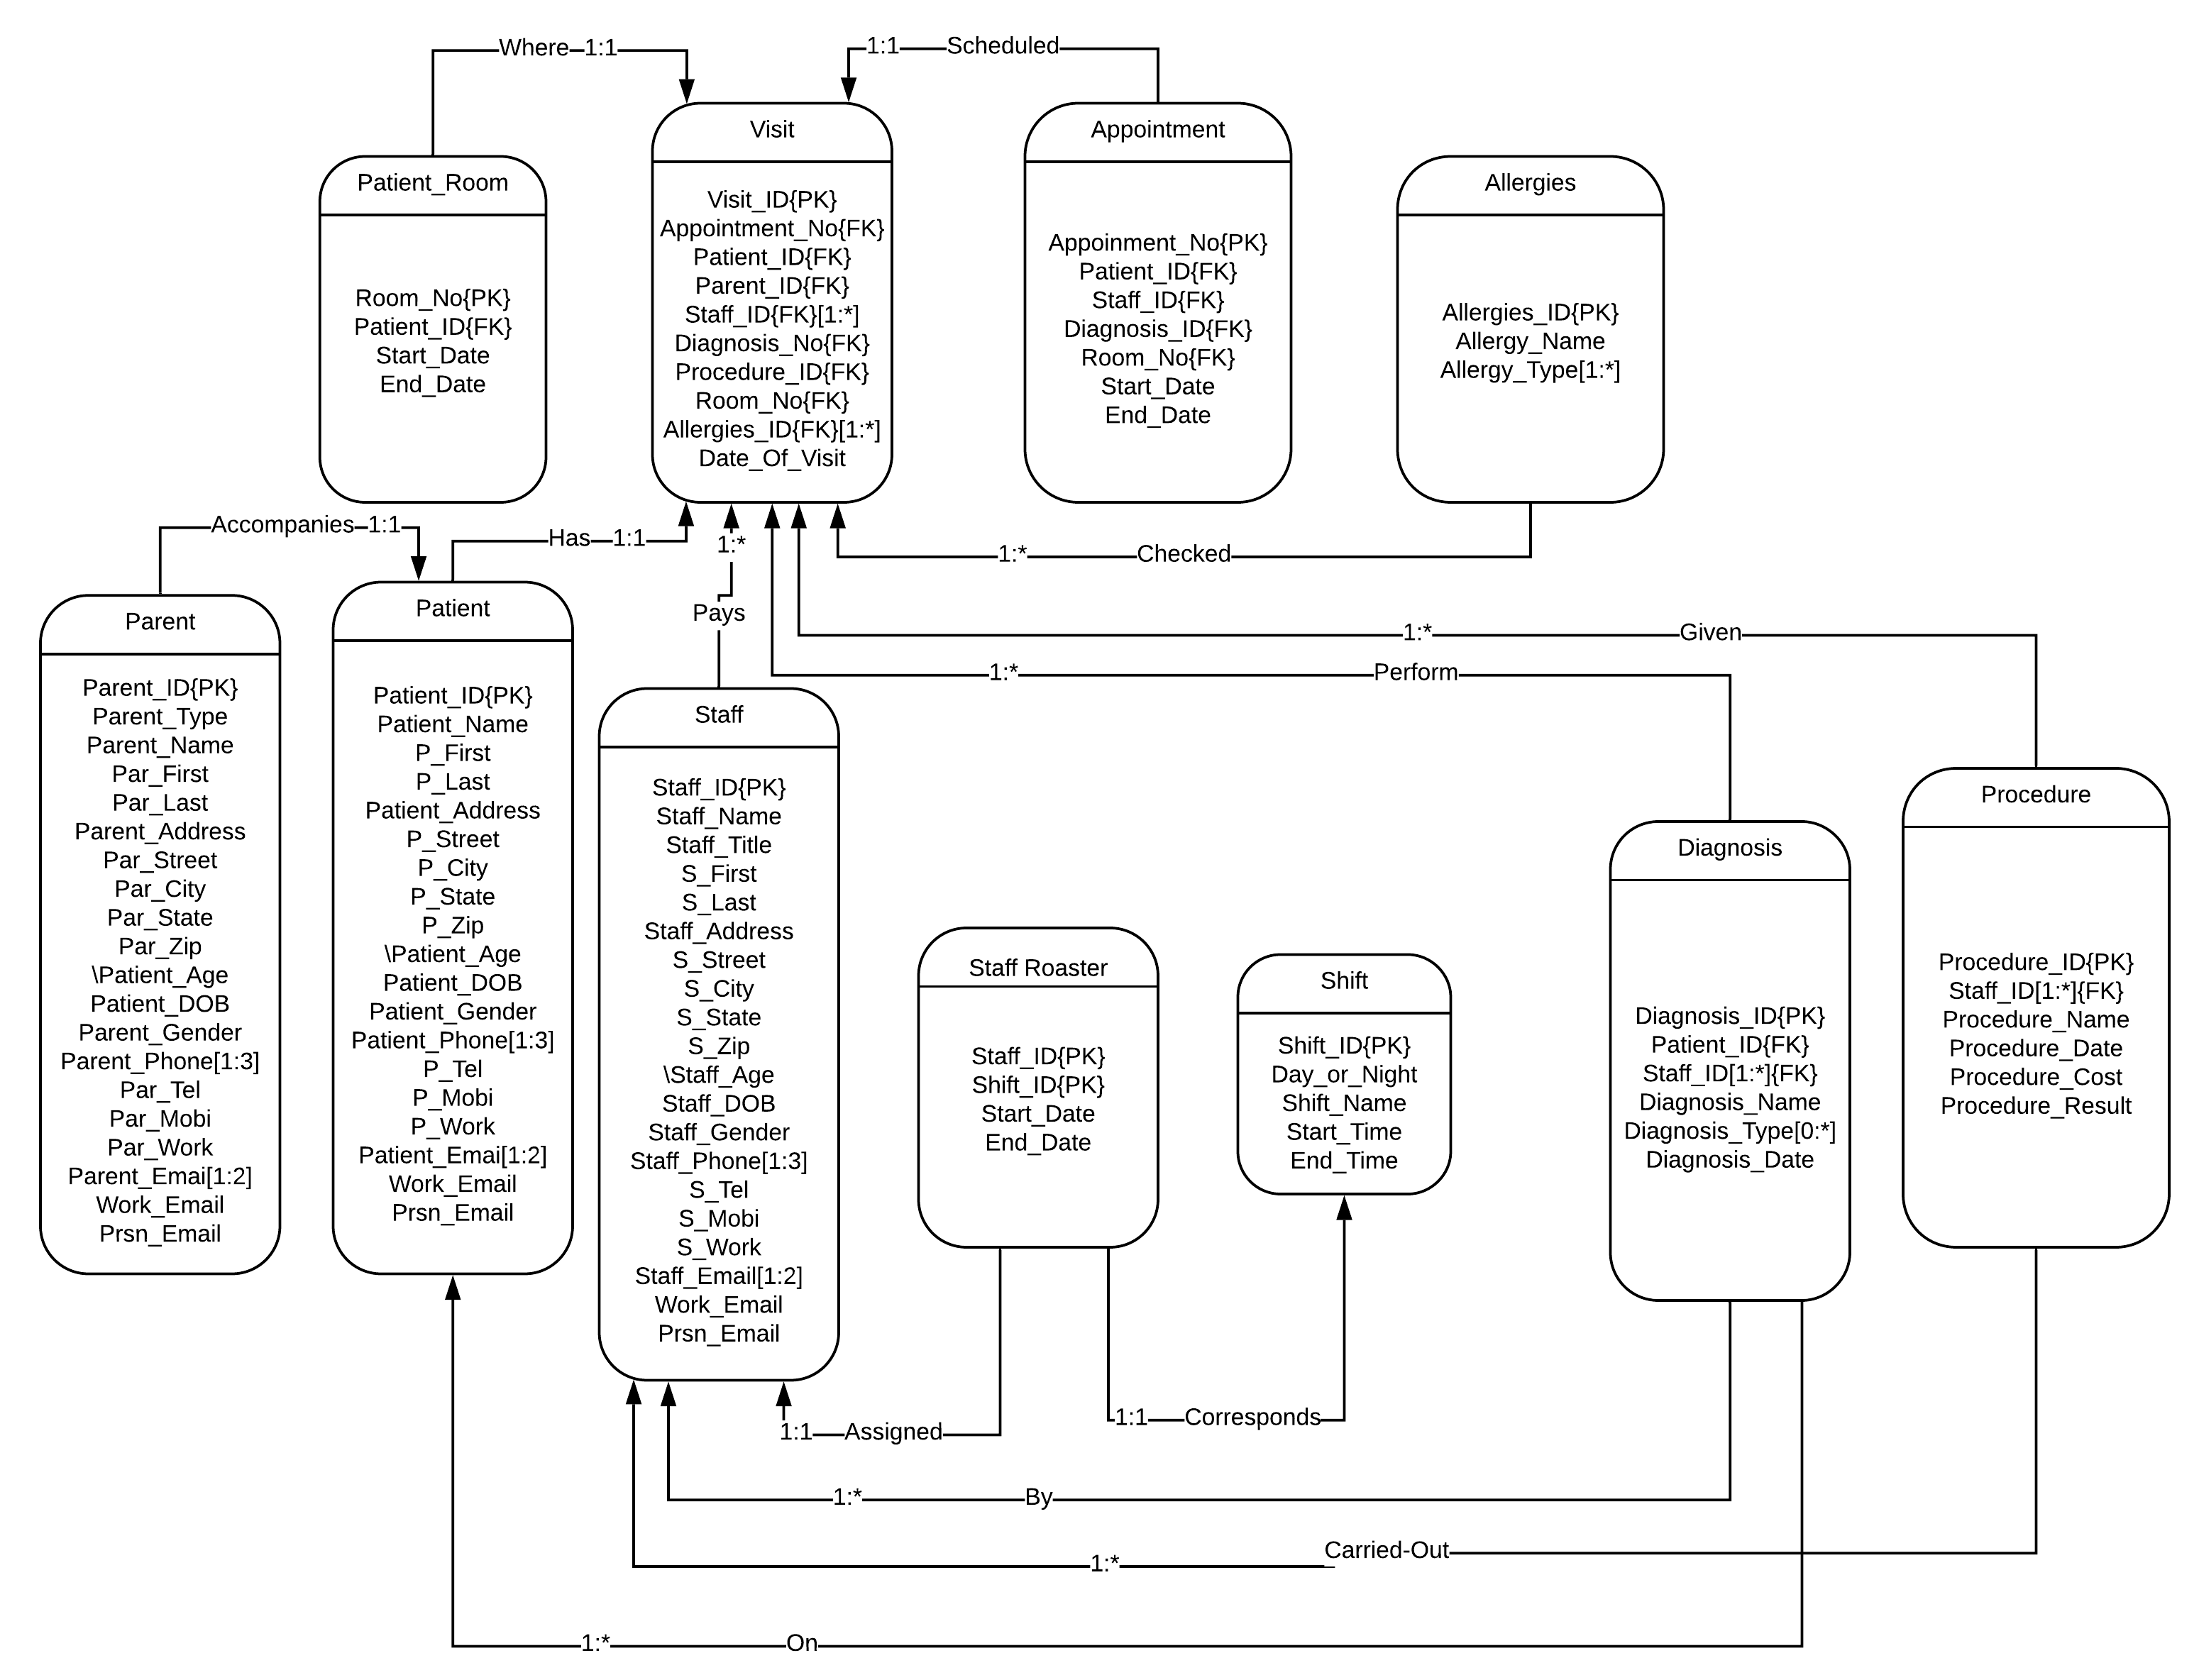 Where 1:1
1:1 Scheduled
Visit
Visit_ID{PK}
Appointment_No{FK}
Patient_ID{FK}
Parent_ID{FK}
Staff_ID{FK}[1:*]
Diagnosis_No{FK}
Procedure_ID{FK}
Room_No{FK}
Allergies_ID{FK}[1:*]
Date_Of_Visit
Appointment
Appoinment_No{PK}
Patient_ID{FK}
Staff_ID{FK}
Diagnosis_ID{FK}
Room_No{FK}
Start_Date
End_Date
Patient_Room
Room_No{PK}
Patient_ID{FK}
Start_Date
End_Date
Allergies
Allergies_ID{PK}
Allergy_Name
Allergy_Type[1:*]
Accompanies 1:1
Has 1:1
1:*
Pays
1:* Checked
1:* Given
1:* Perform
Parent
Parent_ID{PK}
Parent_Type
Parent_Name
Par_First
Par_Last
Parent_Address
Par_Street
Par_City
Par_State
Par_Zip
\Patient_Age
Patient_DOB
Parent_Gender
Parent_Phone[1:3]
Par_Tel
Par_Mobi
Par_Work
Parent_Emai[1:2]
Work_Email
Prsn_Email
Patient
Patient_ID{PK}
Patient_Name
P_First
P_Last
Patient_Address
P_Street
P_City
P_State
P_Zip
\Patient_Age
Patient_DOB
Patient_Gender
Patient_Phone[1:3]
P_Tel
P_Mobi
P_Work
Patient_Emai[1:2]
Work_Email
Prsn_Email
Staff
Staff_ID{PK}
Staff_Name
Staff_Title
S_First
S_Last
Staff_Address
S_Street
S_City
S_State
S_Zip
\Staff_Age
Staff_DOB
Staff_Gender
Staff_Phone[1:3]
S_Tel
S_Mobi
S_Work
Staff_Email[1:2]
Work_Email
Prsn_Email
Staff Roaster
Staff_ID{PK}
Shift_ID{PK}
Start_Date
End_Date
Shift
Shift_ID{PK}
Day_or_Night
Shift_Name
Start_Time
End_Time
Diagnosis
Diagnosis_ID{PK}
Patient_ID{FK}
Staff_ID[1:*]{FK}
Diagnosis_Name
Diagnosis_Type[0:*]
Diagnosis_Date
Procedure
Procedure_ID{PK}
Staff_ID[1:*]{FK}
Procedure_Name
Procedure_Date
Procedure_Cost
Procedure_Result
1:1 Assigned
1:1 Corresponds
1:* By
1:* Carried-Out
1:* On